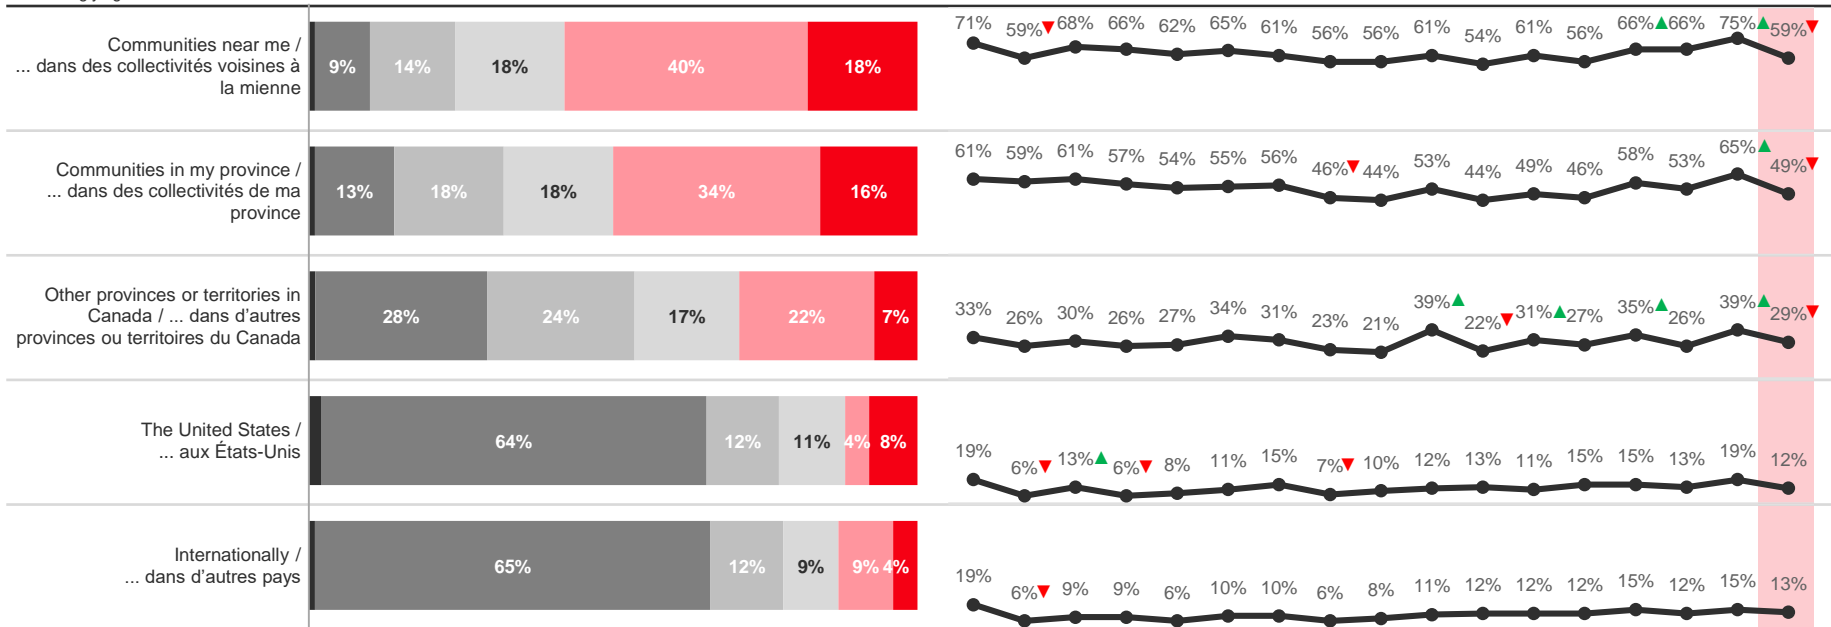 Communities near me /
... dans des collectivités voisines à
la mienne
9% 14% 18% 40% 18%
71% 59% 68% 66% 62% 65% 61% 56% 56% 61% 54% 61% 56% 66% 66% 75% 59%
Communities in my province /
... dans des collectivités de ma
province
13% 18% 18% 34% 16%
61% 59% 61% 57% 54% 55% 56% 46% 44% 53% 44% 49% 46% 58% 53% 65% 49%
Other provinces or territories in
Canada / ... dans d'autres
provinces ou territoires du Canada
28% 24% 17% 22% 7%
33% 26% 30% 26% 27% 34% 31% 23% 21% 39% 22% 31% 27% 35% 26% 39% 29%
The United States /
... aux États-Unis
64% 12% 11% 4% 8%
19% 6% 13% 6% 8% 11% 15% 7% 10% 12% 13% 11% 15% 15% 13% 19% 12%
Internationally /
... dans d'autres pays
65% 12% 9% 9% 4%
19% 6% 9% 9% 6% 10% 10% 6% 8% 11% 12% 12% 12% 15% 12% 15% 13%